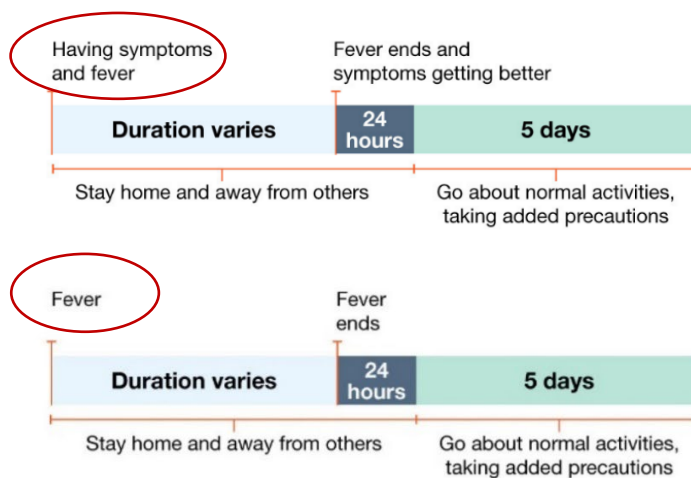 Having symptoms
and fever
Fever ends and
symptoms getting better
Duration varies
24
hours
5 days
Stay home and away from others
Go about normal activities,
taking added precautions
Fever
Fever
ends
Duration varies
24
hours
5 days
Stay home and away from others
Go about normal activities,
taking added precautions